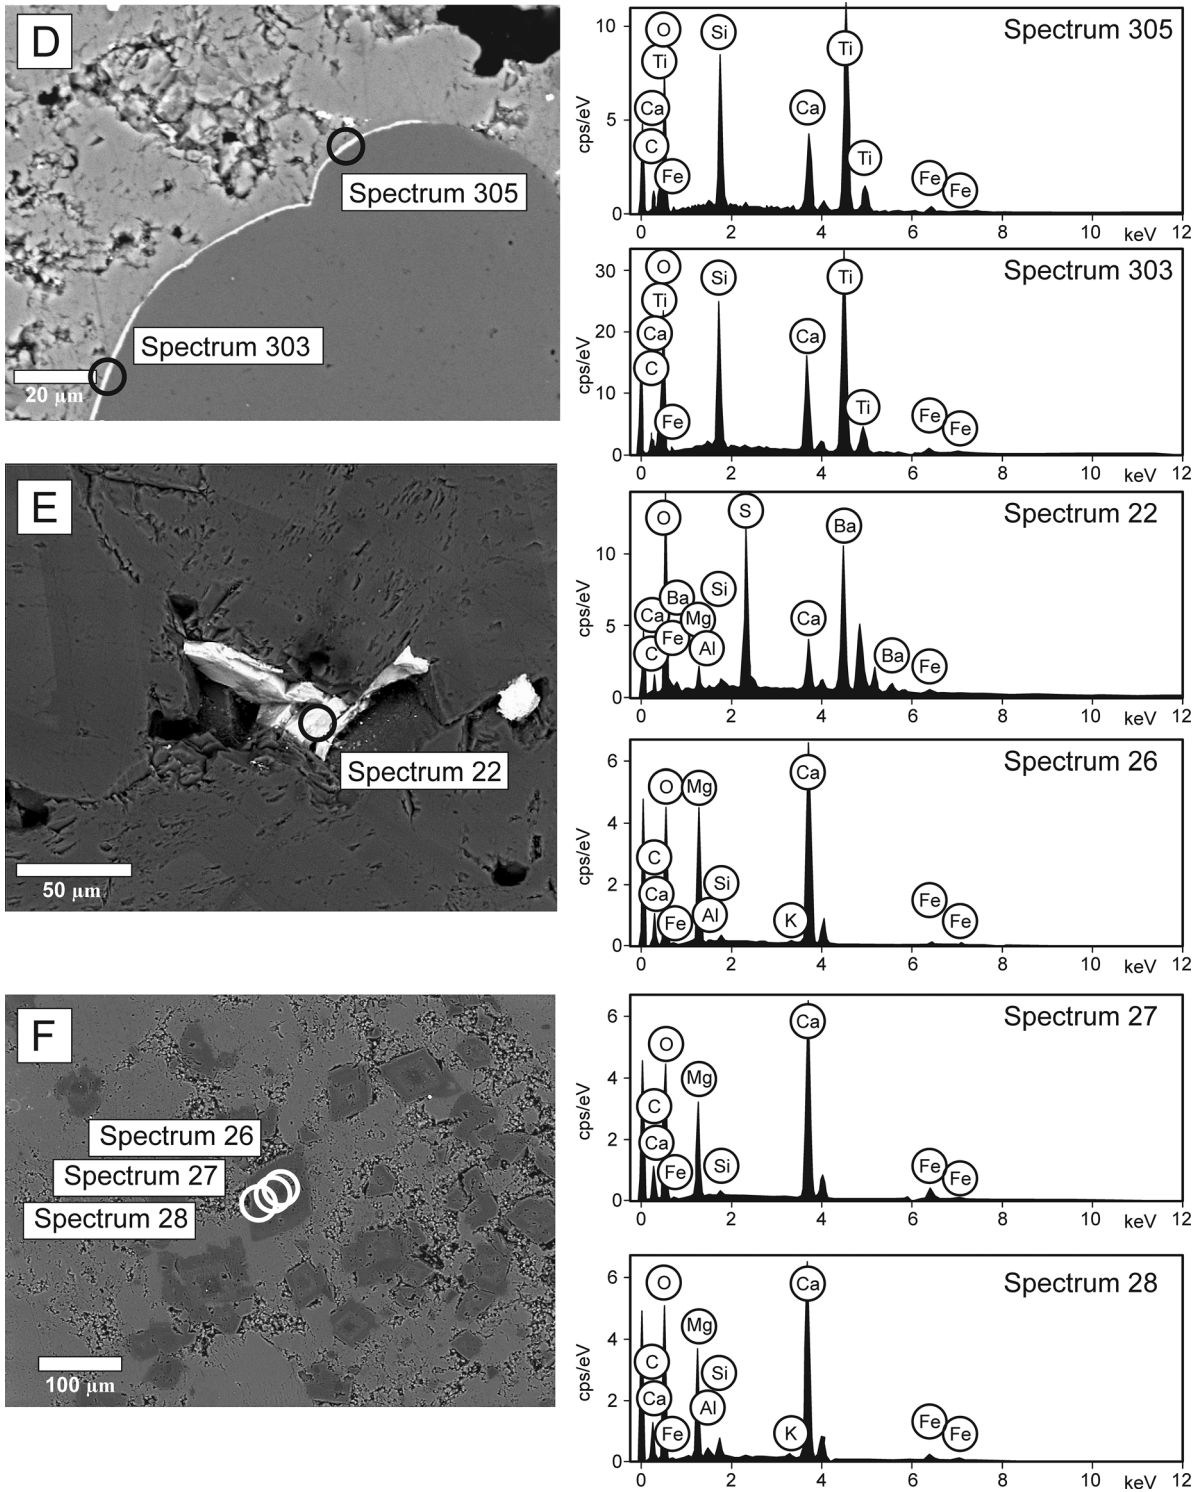 D
Spectrum 305
Spectrum 303
20 µm
Spectrum 305
cps/eV
10
5
0
O
Ti
Ca
C
Fe
Si
Ca
Ti
Ti
Fe
Fe
0 2 4 6 8 10 keV 12
Spectrum 303
cps/eV
30
20
10
0
O
Ti
Ca
C
Fe
Si
Ca
Ti
Ti
Fe
Fe
0 2 4 6 8 10 keV 12
E
Spectrum 22
50 µm
Spectrum 22
cps/eV
10
5
0
O
Ba
Ca
Fe
C
Mg
Al
Si
S
Ca
Ba
Ba
Fe
0 2 4 6 8 10 keV 12
Spectrum 26
cps/eV
6
4
2
0
O
Mg
C
Ca
Fe
Si
Al
K
Ca
Fe
Fe
0 2 4 6 8 10 keV 12
F
Spectrum 26
Spectrum 27
Spectrum 28
100 µm
Spectrum 27
cps/eV
6
4
2
0
O
Mg
C
Ca
Fe
Si
Ca
Fe
Fe
0 2 4 6 8 10 keV 12
Spectrum 28
cps/eV
6
4
2
0
O
Mg
C
Ca
Fe
Si
Al
K
Ca
Fe
Fe
0 2 4 6 8 10 keV 12